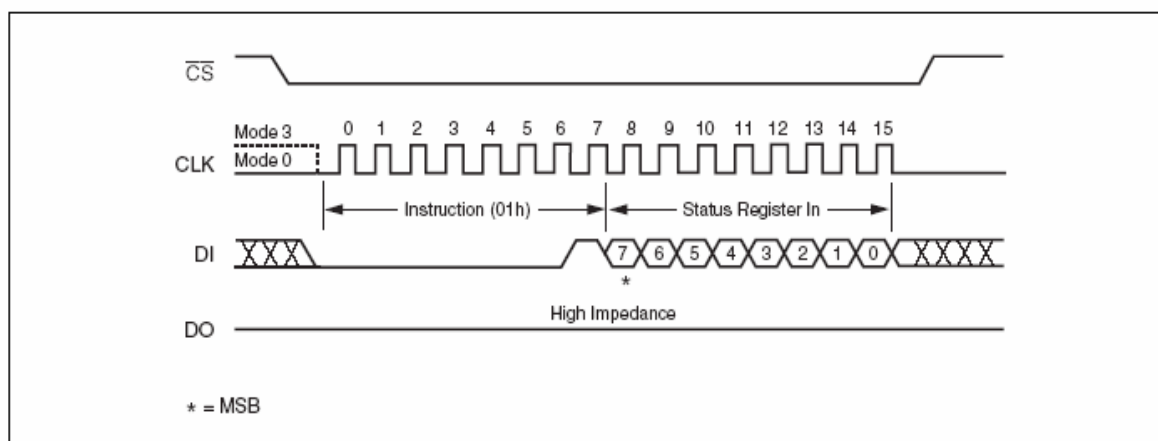 CS
Mode 3
0 1 2 3 4 5 6 7 8 9 10 11 12 13 14 15
CLK
Mode 0
Instruction (01h)
Status Register In
DI
7 6 5 4 3 2 1 0
*
High Impedance
DO
* = MSB